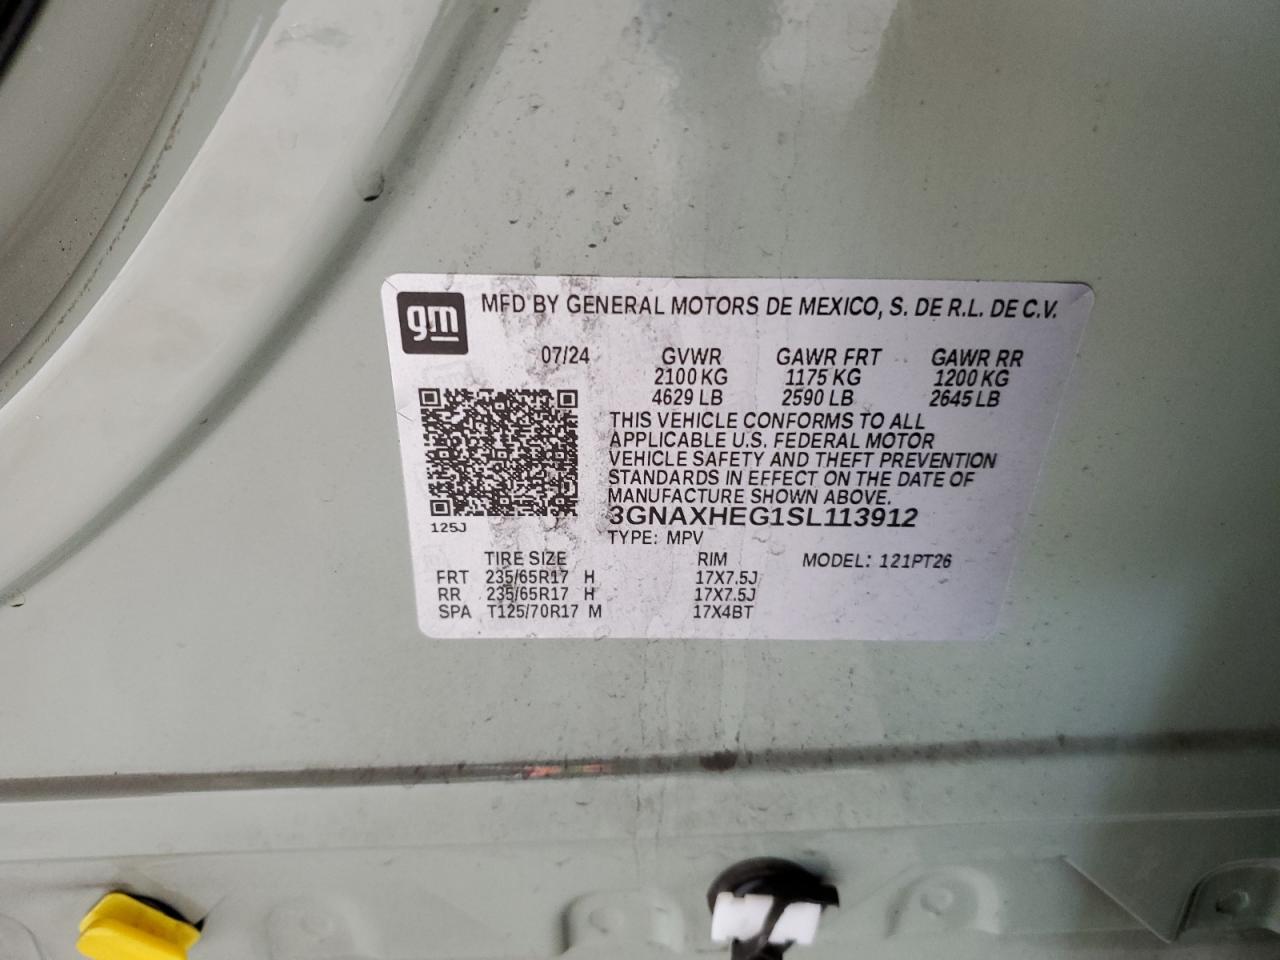 gm
MFD BY GENERAL MOTORS DE MEXICO, S. DE R.L. DE C.V.
07/24 GVWR GAWR FRT GAWR RR
2100 KG 1175 KG 1200 KG
4629 LB 2590 LB 2645 LB
THIS VEHICLE CONFORMS TO ALL
APPLICABLE U.S. FEDERAL MOTOR
VEHICLE SAFETY AND THEFT PREVENTION
STANDARDS IN EFFECT ON THE DATE OF
MANUFACTURE SHOWN ABOVE.
3GNAXHEG1SL113912
125J
TYPE: MPV
TIRE SIZE RIM MODEL: 121PT26
FRT 235/65R17 H 17X7.5J
RR 235/65R17 H 17X7.5J
SPA T125/70R17 M 17X4BT